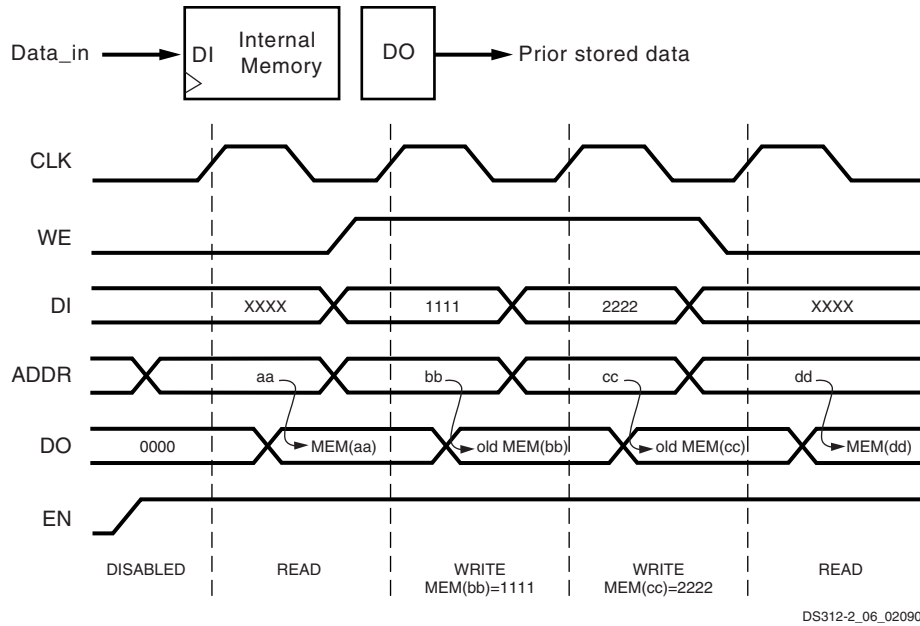 Data_in DI Internal Memory DO Prior stored data
CLK
WE
DI XXXX 1111 2222 XXXX
ADDR aa bb cc dd
DO 0000 MEM(aa) old MEM(bb) old MEM(cc) MEM(dd)
EN
DISABLED READ WRITE WRITE READ
MEM(bb)=1111 MEM(cc)=2222
DS312-2_06_02090